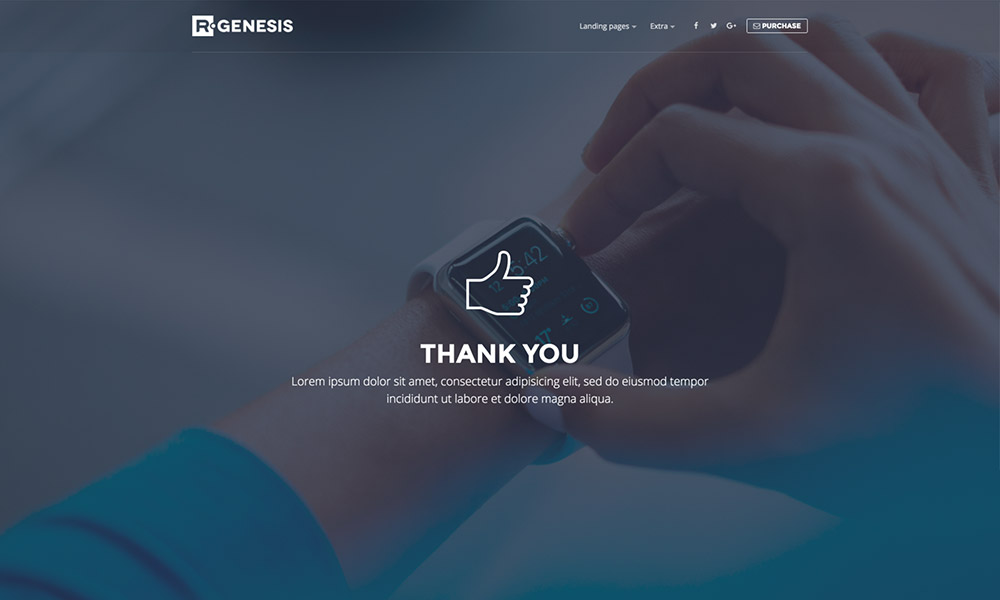 R GENESIS
Landing pages
Extra
G+
PURCHASE
THANK YOU
Lorem ipsum dolor sit amet, consectetur adipisicing elit, sed do eiusmod tempor
incididunt ut labore et dolore magna aliqua.